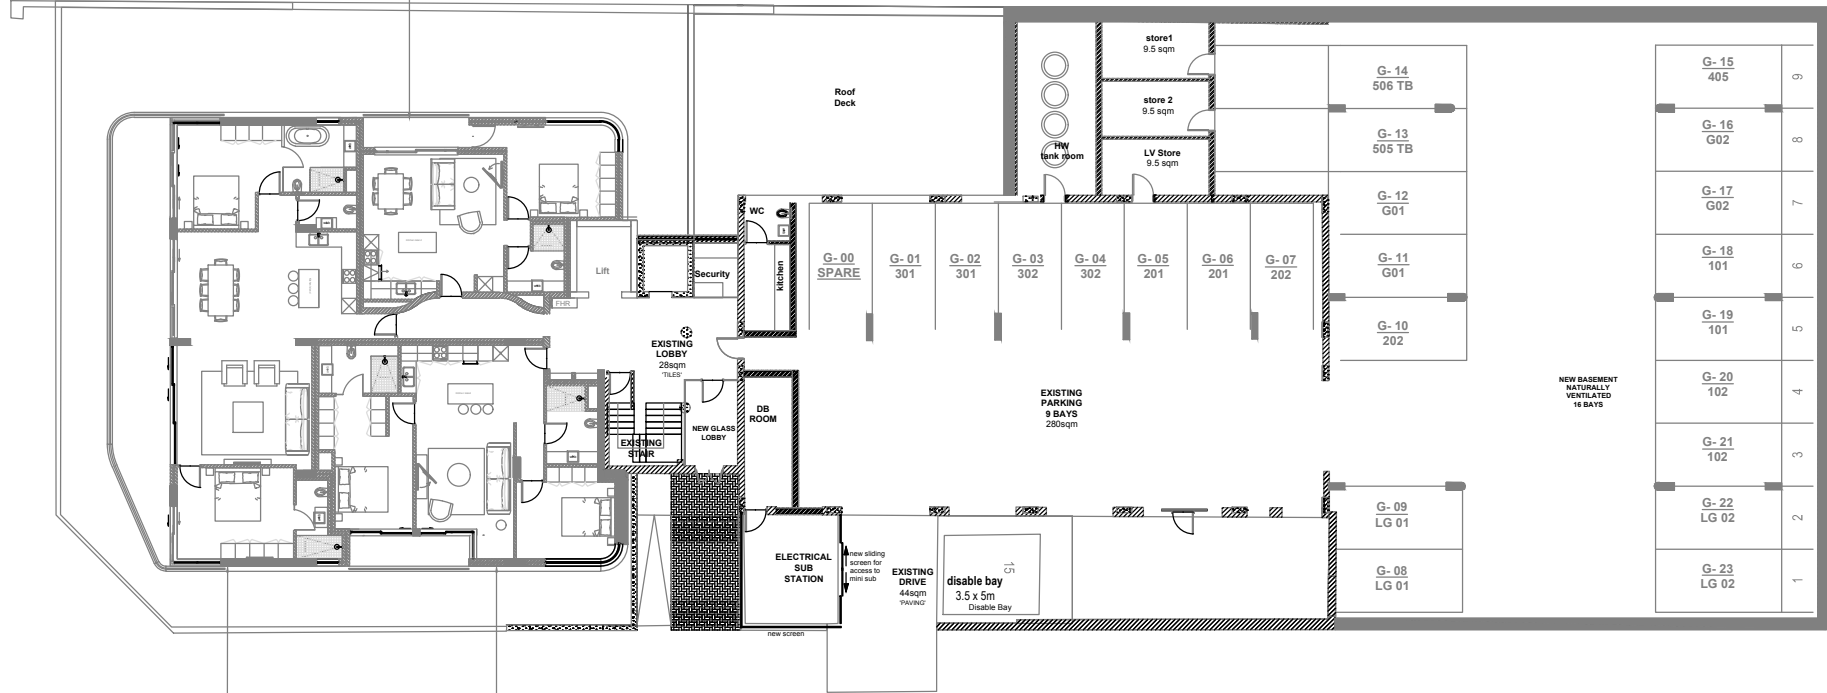 Roof
Deck
HW
tank room
store1
9.5 sqm
store 2
9.5 sqm
LV Store
9.5 sqm
G- 14
506 TB
G- 13
505 TB
G- 12
G01
G- 11
G01
G- 10
202
G- 09
LG 01
G- 08
LG 01
G- 15
405
G- 16
G02
G- 17
G02
G- 18
101
G- 19
101
G- 20
102
G- 21
102
G- 22
LG 02
G- 23
LG 02
9
8
7
6
5
4
3
2
1
NEW BASEMENT
NATURALLY
VENTILATED
16 BAYS
WC
kitchen
Security
Lift
FHR
G- 00
SPARE
G- 01
301
G- 02
301
G- 03
302
G- 04
302
G- 05
201
G- 06
201
G- 07
202
EXISTING
LOBBY
28sqm
'TILES'
EXISTING
PARKING
9 BAYS
280sqm
DB
ROOM
NEW GLASS
LOBBY
EXISTING
STAIR
ELECTRICAL
SUB
STATION
new sliding
screen for
access to
mini sub
EXISTING
DRIVE
44sqm
'PAVING'
15
disable bay
3.5 x 5m
Disable Bay
new screen